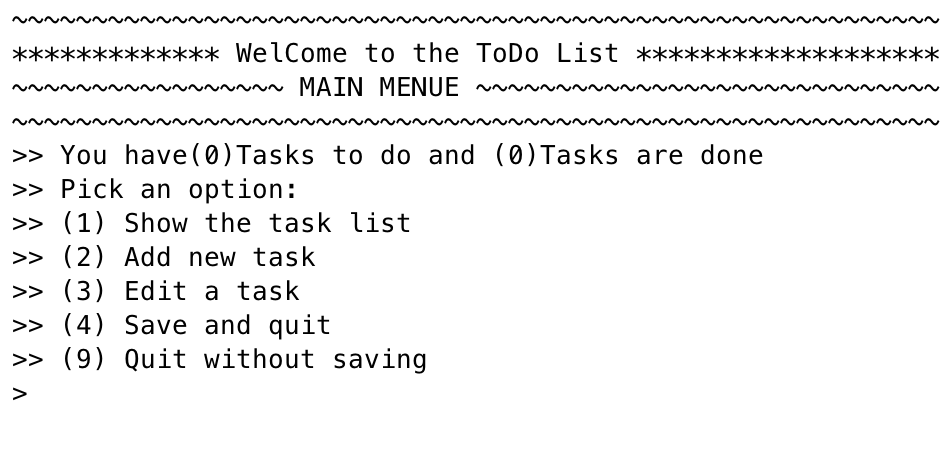 ~~~~~~~~~~~~~~~~~~~~~~~~~~~~~~~~~~~~~~~~~~~~~~~~~~~~~~~~~~
************* WelCome to the ToDo List *******************
~~~~~~~~~~~~~~~~~ MAIN MENUE ~~~~~~~~~~~~~~~~~~~~~~~~~~~~~
~~~~~~~~~~~~~~~~~~~~~~~~~~~~~~~~~~~~~~~~~~~~~~~~~~~~~~~~~~
>> You have(0)Tasks to do and (0)Tasks are done
>> Pick an option:
>> (1) Show the task list
>> (2) Add new task
>> (3) Edit a task
>> (4) Save and quit
>> (9) Quit without saving
>